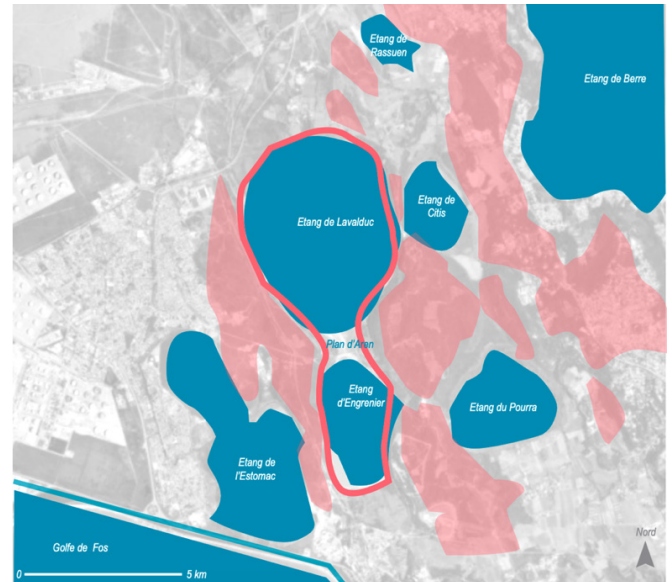 Etang de
Rassuen
Etang de Berre
Etang de
Citis
Etang de Lavalduc
Plan d'Aren
Etang
d'Engrenier
Etang du Pourra
Etang de
l'Estomac
Nord
Golfe de Fos
0
5 km